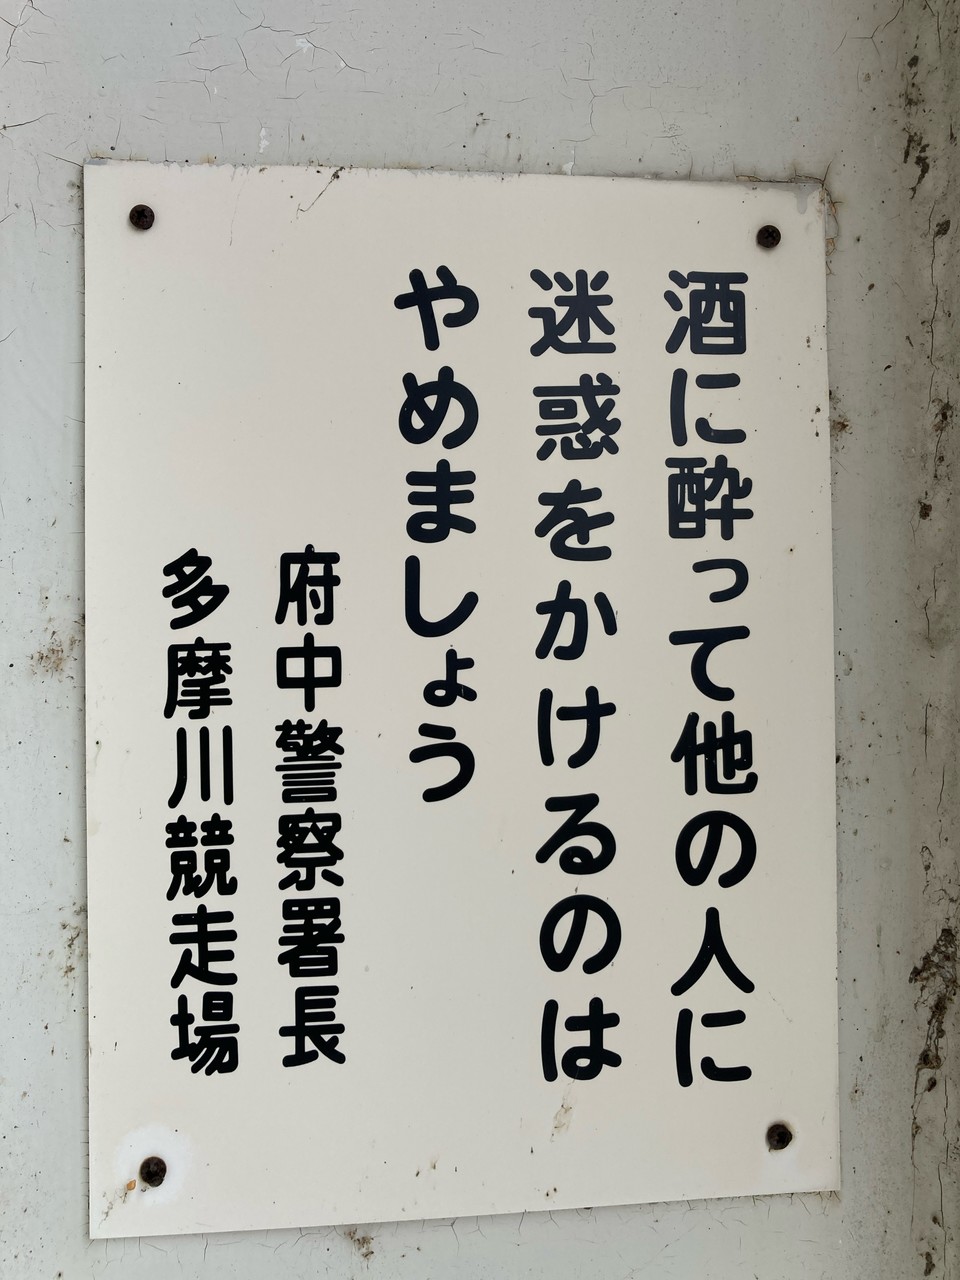 酒に酔って他の人に
迷惑をかけるのは
やめましょう
府中警察署長
多摩川競走場